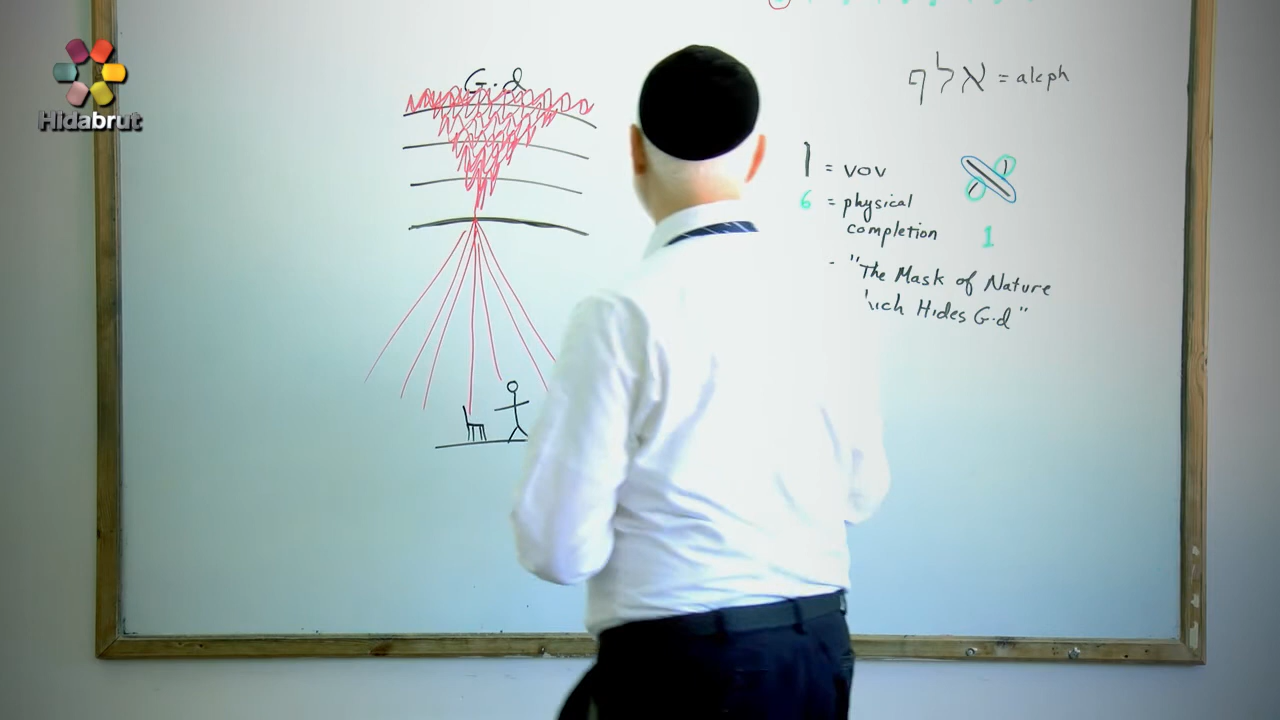 Hidabrut
G.d
אלף = aleph
ו = vov
6 = physical
completion
1
- "The Mask of Nature
Hides G.d"